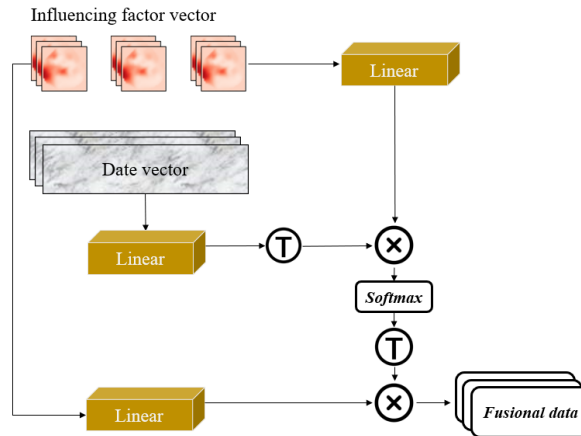 Influencing factor vector
Linear
Date vector
Linear
T
Softmax
T
Linear
Fusional data